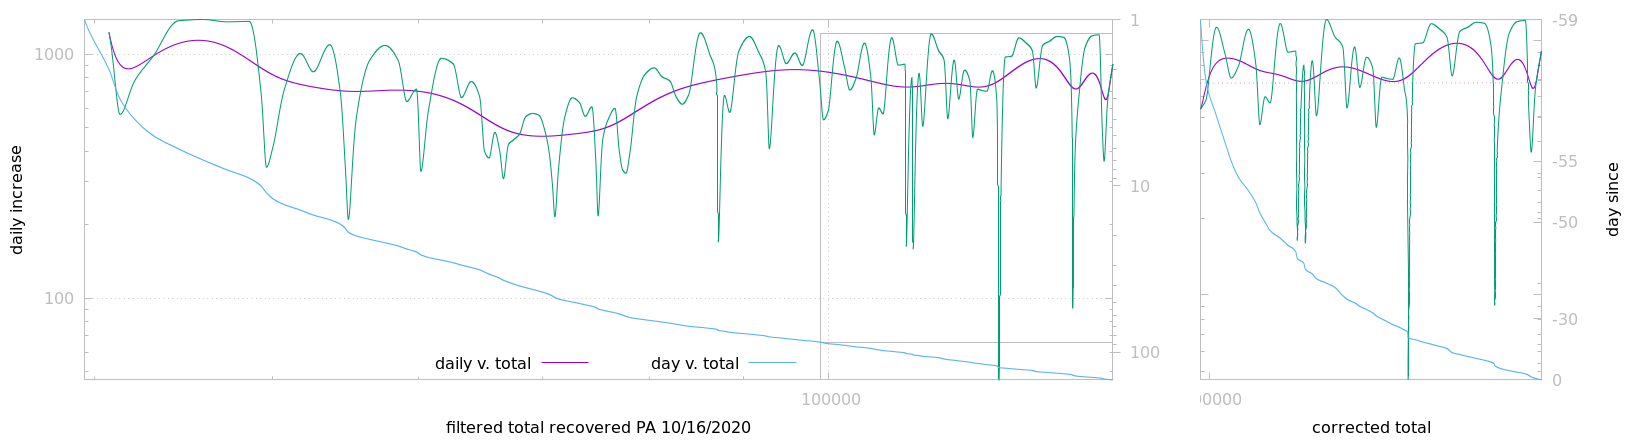 1000
100
daily increase
daily v. total
day v. total
100000
filtered total recovered PA 10/16/2020
1
10
100
00000
corrected total
-59
-55
-50
-30
0
day since